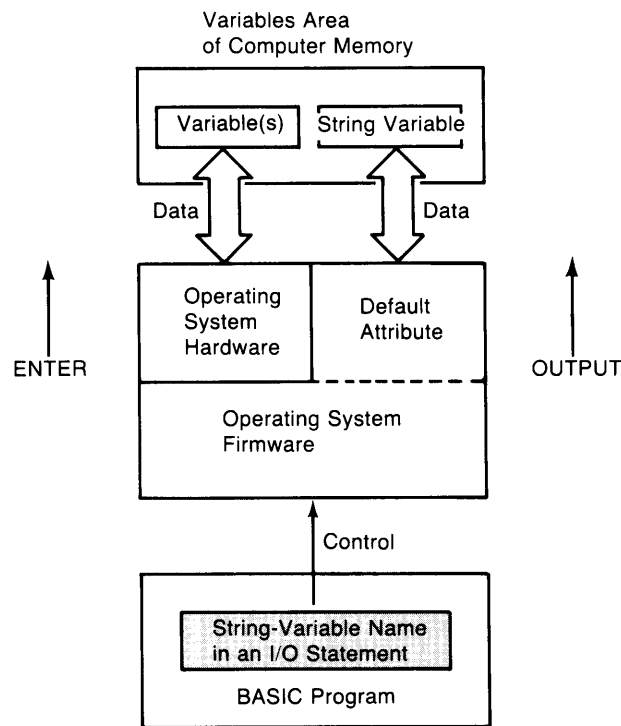 Variables Area
of Computer Memory
Variable(s)
String Variable
Data
Data
Operating
System
Hardware
Default
Attribute
ENTER
OUTPUT
Operating System
Firmware
Control
String-Variable Name
in an I/O Statement
BASIC Program